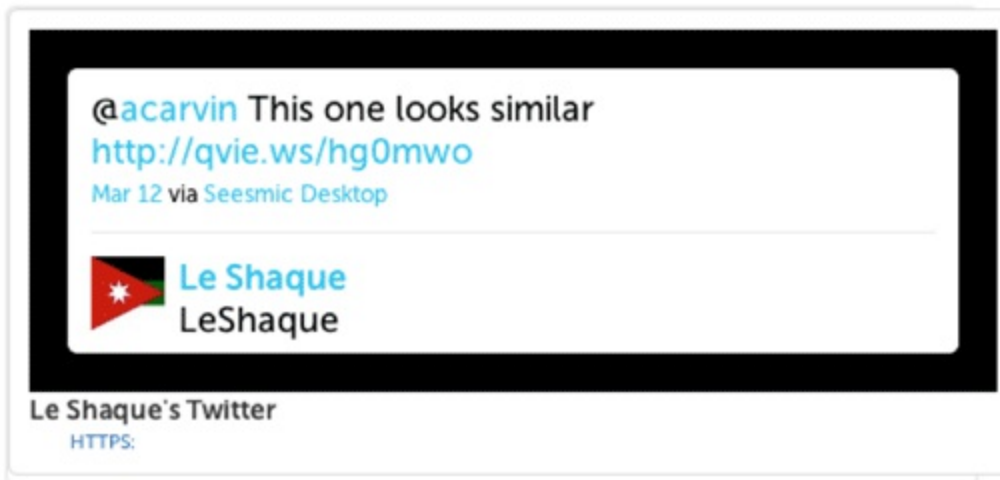 @acarvin This one looks similar
http://qvie.ws/hg0mwo
Mar 12 via Seesmic Desktop
Le Shaque
LeShaque
Le Shaque's Twitter
HTTPS: